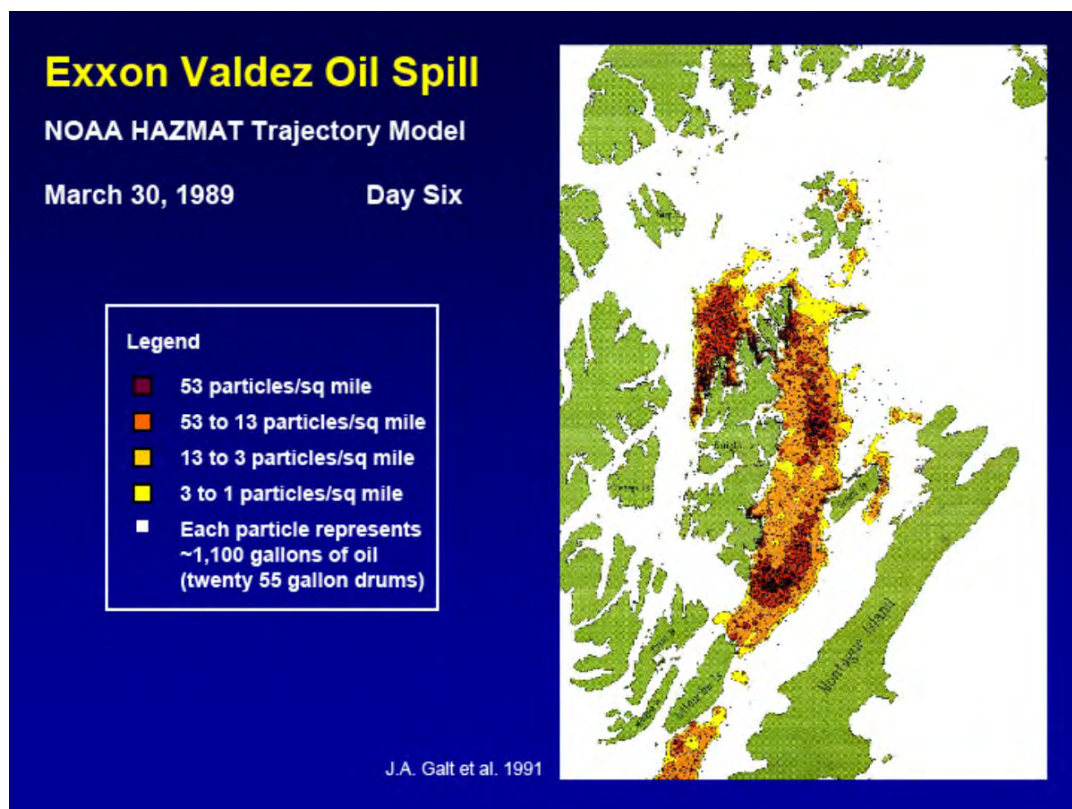 Exxon Valdez Oil Spill
NOAA HAZMAT Trajectory Model
March 30, 1989 Day Six
Legend
53 particles/sq mile
53 to 13 particles/sq mile
13 to 3 particles/sq mile
3 to 1 particles/sq mile
Each particle represents
~1,100 gallons of oil
(twenty 55 gallon drums)
Montague Island
J.A. Galt et al. 1991